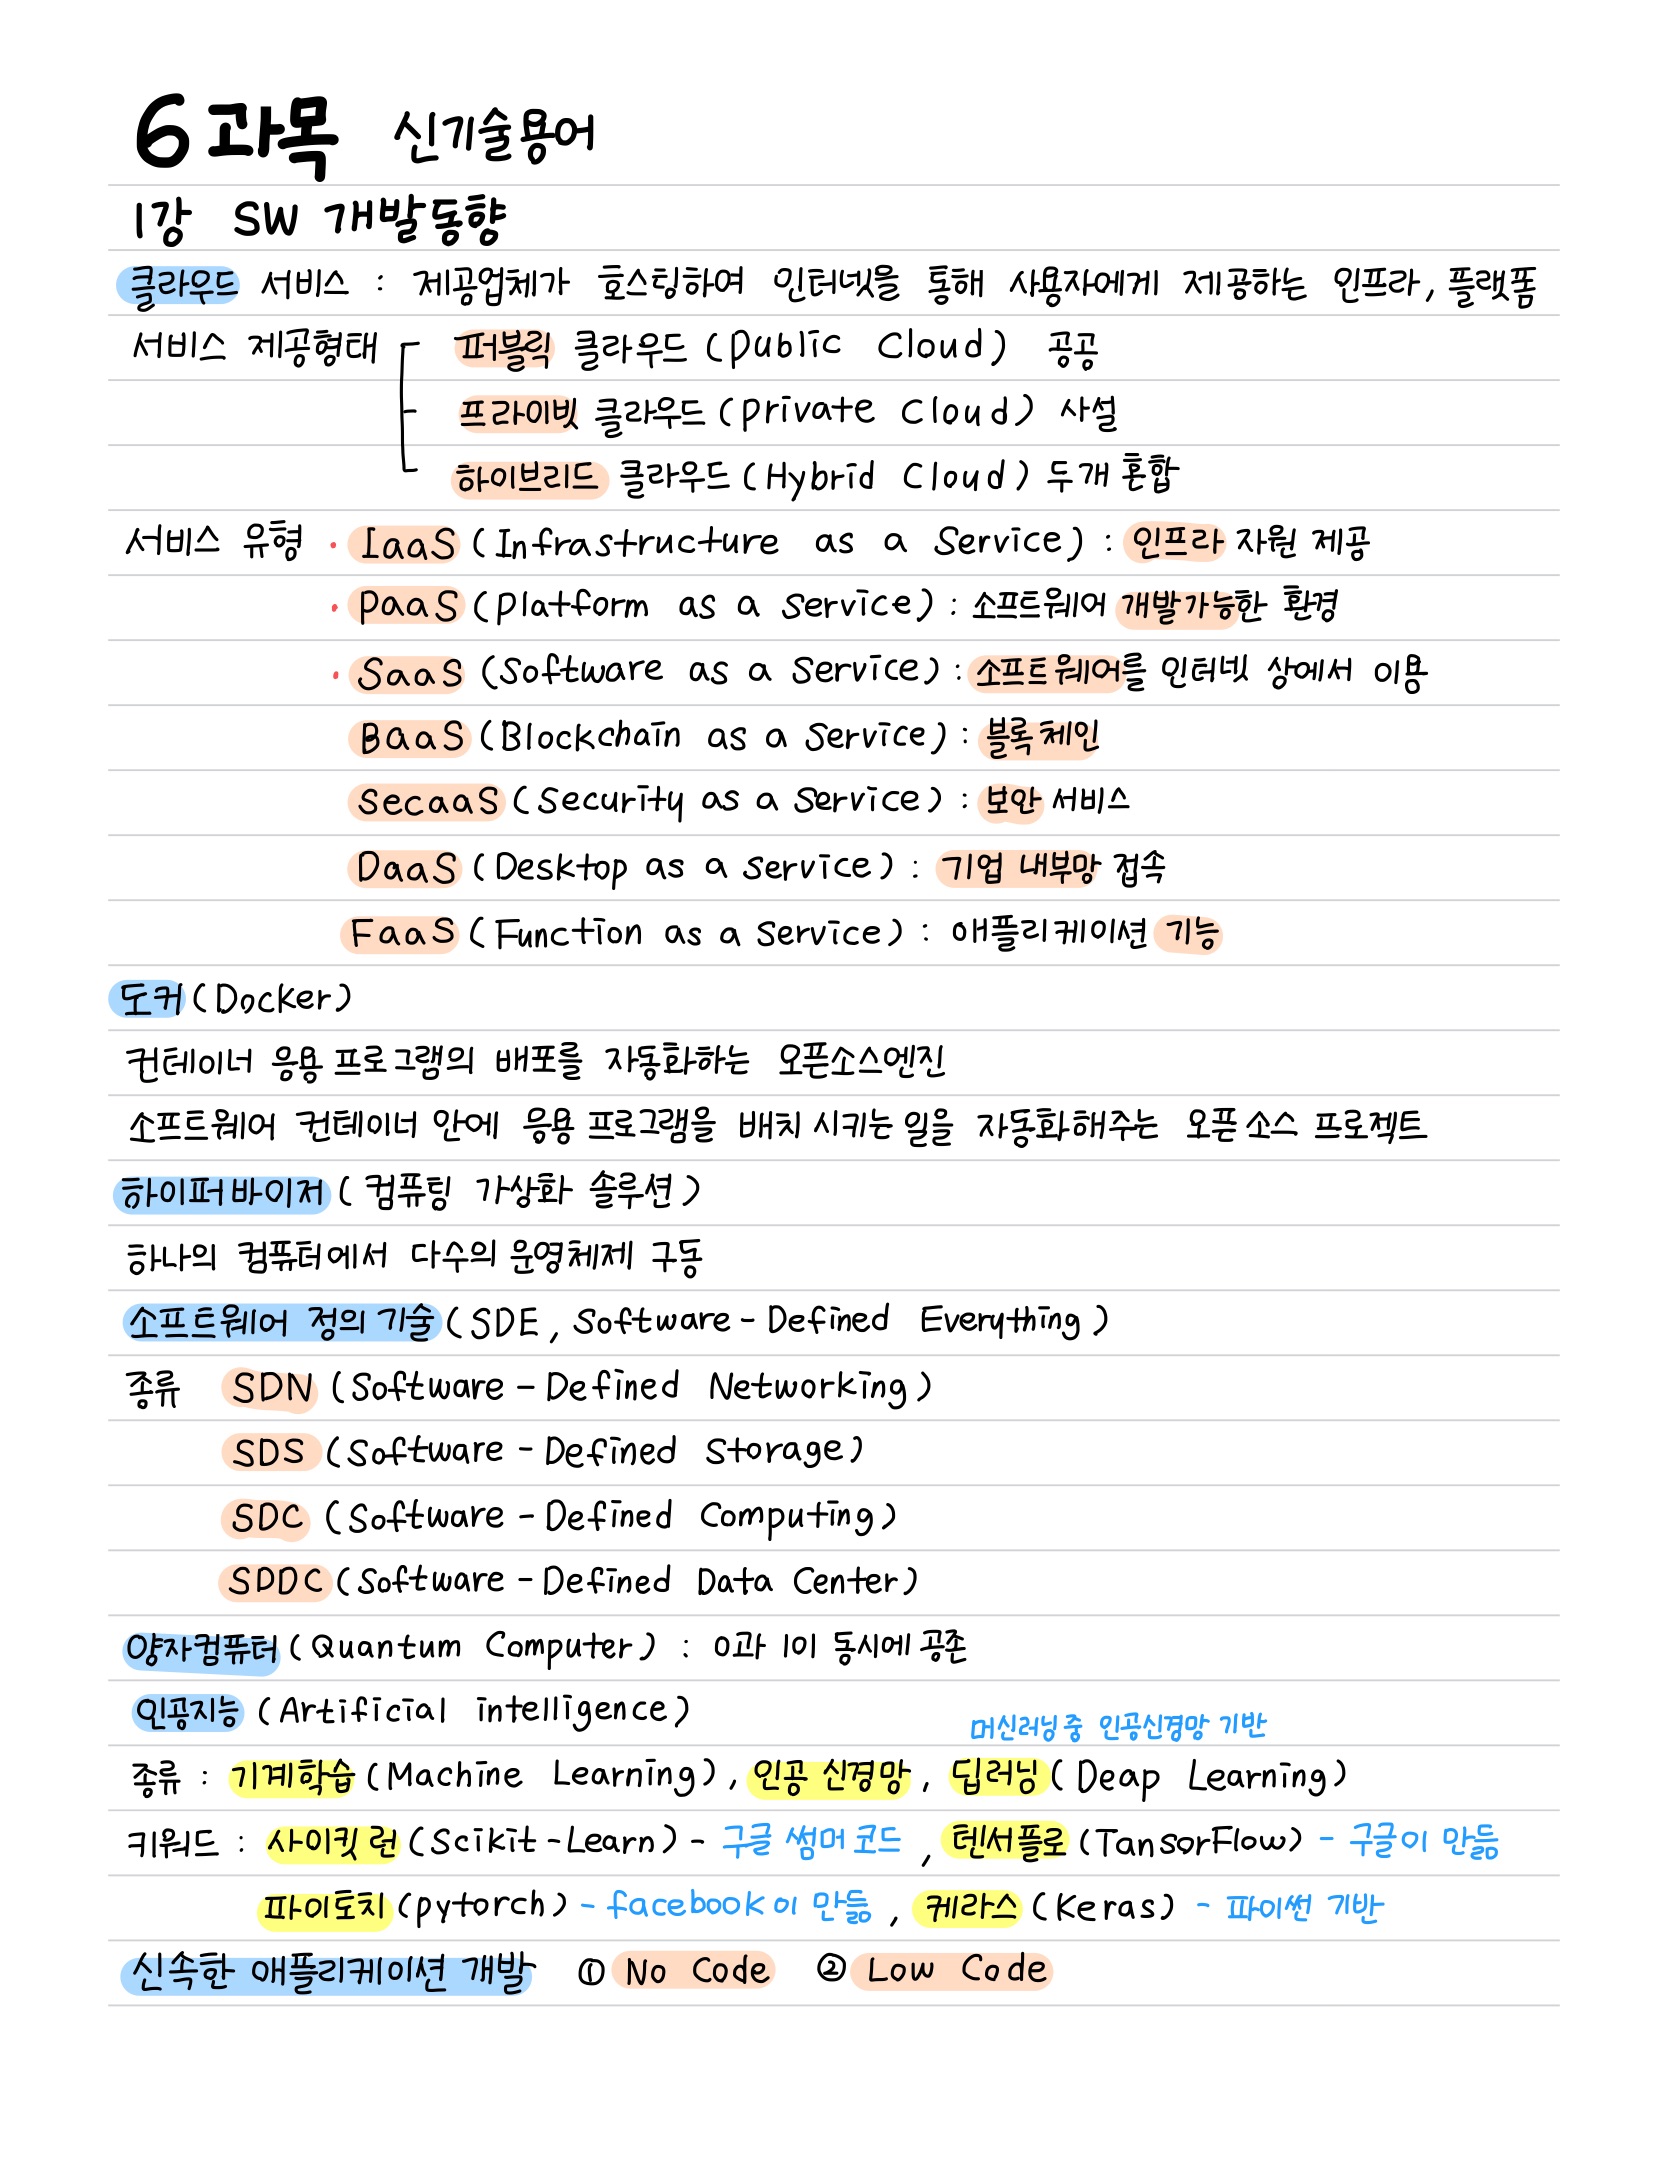 6과목 신기술용어
1강 SW 개발동향
클라우드 서비스 : 제공업체가 호스팅하여 인터넷을 통해 사용자에게 제공하는 인프라, 플랫폼
서비스 제공형태 퍼블릭 클라우드 (Public Cloud) 공공
프라이빗 클라우드 (Private Cloud) 사설
하이브리드 클라우드 (Hybrid Cloud) 두개 혼합
서비스 유형 · IaaS (Infrastructure as a Service) : 인프라 자원 제공
· PaaS (Platform as a Service) : 소프트웨어 개발가능한 환경
· SaaS (Software as a Service) : 소프트웨어를 인터넷 상에서 이용
BaaS (Blockchain as a Service) : 블록체인
SecaaS (Security as a Service) : 보안 서비스
DaaS (Desktop as a Service) : 기업 내부망 접속
FaaS (Function as a Service) : 애플리케이션 기능
도커 (Docker)
컨테이너 응용 프로그램의 배포를 자동화하는 오픈소스엔진
소프트웨어 컨테이너 안에 응용 프로그램을 배치 시키는 일을 자동화해주는 오픈 소스 프로젝트
하이퍼바이저 ( 컴퓨팅 가상화 솔루션 )
하나의 컴퓨터에서 다수의 운영체제 구동
소프트웨어 정의 기술 (SDE, Software - Defined Everything )
종류 SDN (Software - Defined Networking )
SDS (Software - Defined Storage)
SDC (Software - Defined Computing )
SDDC (Software - Defined Data Center)
양자컴퓨터 (Quantum Computer) : 0과 1이 동시에 공존
인공지능 (Artificial intelligence)
머신러닝 중 인공신경망 기반
종류 : 기계학습 (Machine Learning), 인공 신경망, 딥러닝 (Deap Learning)
키워드 : 사이킷 런 (Scikit-Learn) - 구글 썸머 코드 , 텐서플로 (TansorFlow) - 구글이 만듦
파이토치 (pytorch) - facebook이 만듦 , 케라스 (Keras) - 파이썬 기반
신속한 애플리케이션 개발 ① No Code ② Low Code